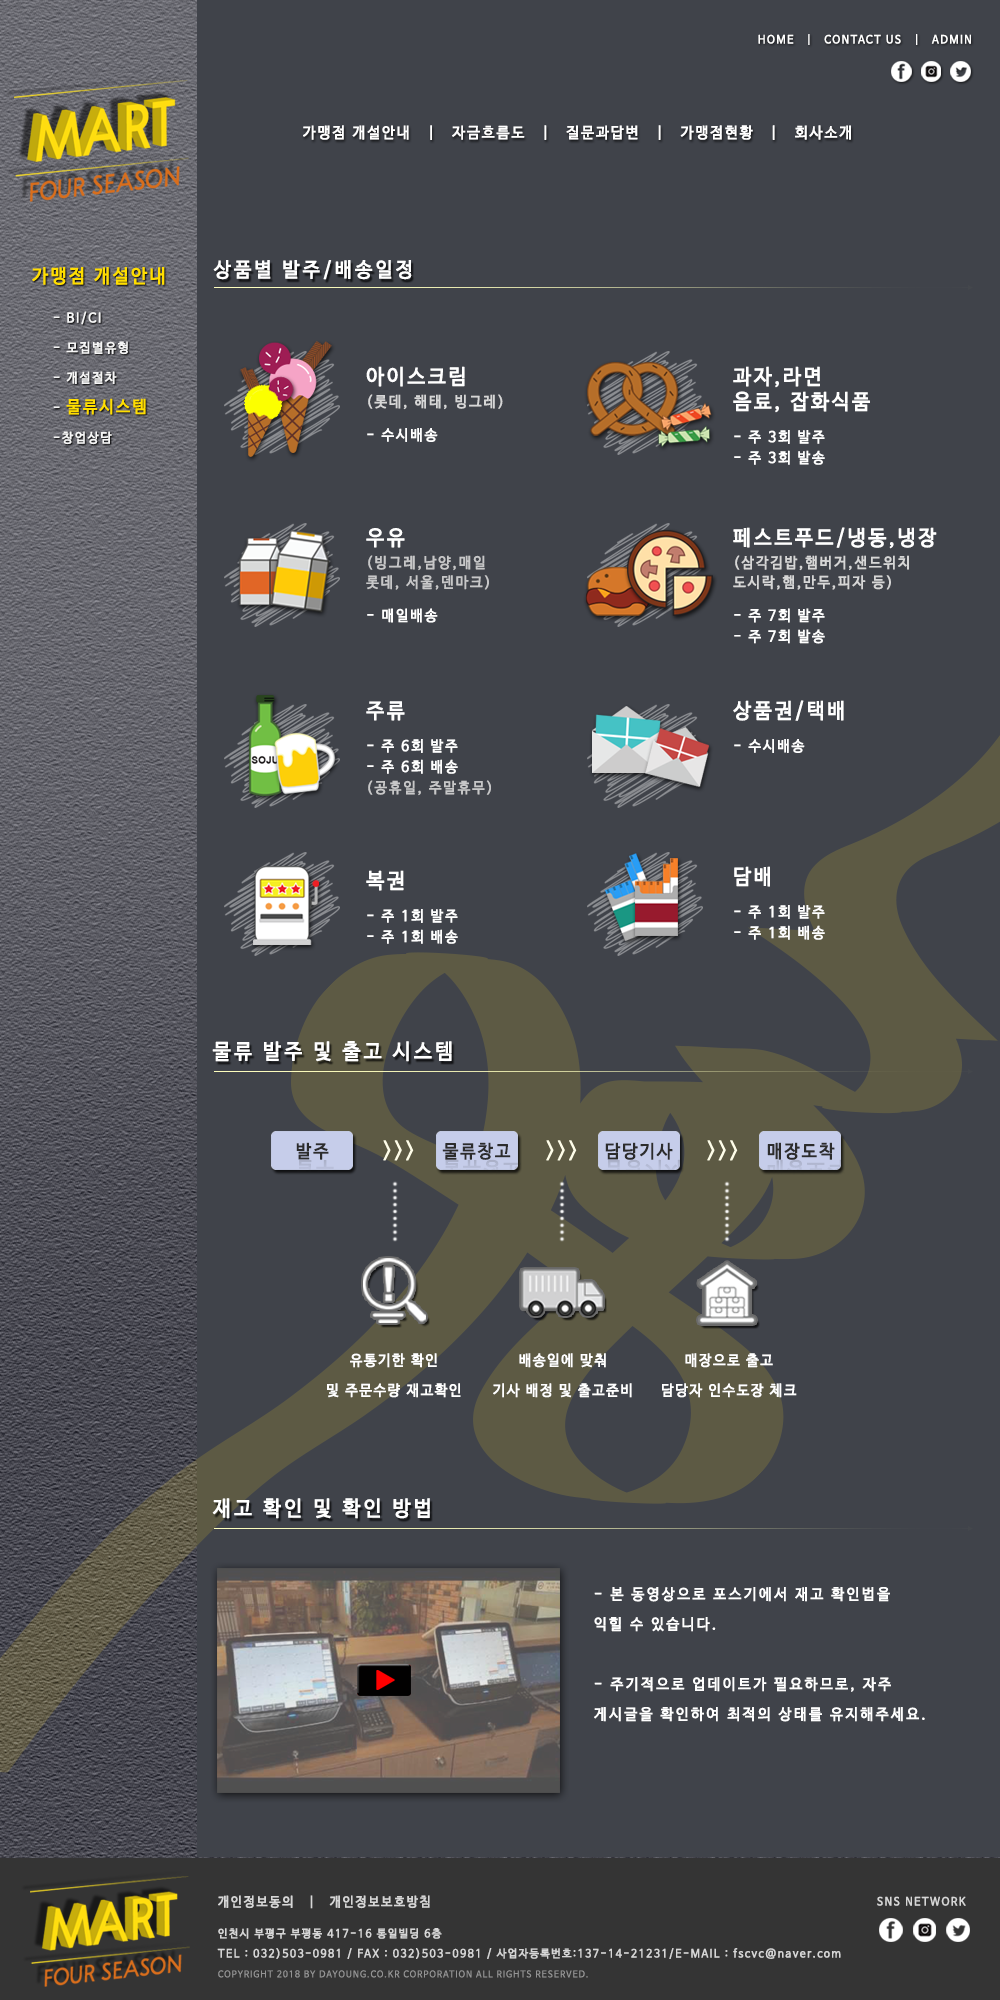 HOME | CONTACT US | ADMIN
MART
FOUR SEASON
가맹점 개설안내 | 자금흐름도 | 질문과답변 | 가맹점현황 | 회사소개
가맹점 개설안내
- BI/CI
- 모집별유형
- 개설절차
- 물류시스템
-창업상담
상품별 발주/배송일정
아이스크림
(롯데, 해태, 빙그레)
- 수시배송
과자,라면
음료, 잡화식품
- 주 3회 발주
- 주 3회 발송
우유
(빙그레,남양,매일
롯데, 서울,덴마크)
- 매일배송
페스트푸드/냉동,냉장
(삼각김밥,햄버거,샌드위치
도시락,햄,만두,피자 등)
- 주 7회 발주
- 주 7회 발송
SOJU
주류
- 주 6회 발주
- 주 6회 배송
(공휴일, 주말휴무)
상품권/택배
- 수시배송
복권
- 주 1회 발주
- 주 1회 배송
담배
- 주 1회 발주
- 주 1회 배송
물류 발주 및 출고 시스템
발주 》〉 물류창고 》〉 담당기사 》〉 매장도착
유통기한 확인
및 주문수량 재고확인
배송일에 맞춰
기사 배정 및 출고준비
매장으로 출고
담당자 인수도장 체크
재고 확인 및 확인 방법
- 본 동영상으로 포스기에서 재고 확인법을
익힐 수 있습니다.
- 주기적으로 업데이트가 필요하므로, 자주
게시글을 확인하여 최적의 상태를 유지해주세요.
MART
FOUR SEASON
개인정보동의 | 개인정보보호방침
인천시 부평구 부평동 417-16 통일빌딩 6층
TEL : 032)503-0981 / FAX : 032)503-0981 / 사업자등록번호:137-14-21231/E-MAIL : fscvc@naver.com
COPYRIGHT 2018 BY DAYOUNG.CO.KR CORPORATION ALL RIGHTS RESERVED.
SNS NETWORK